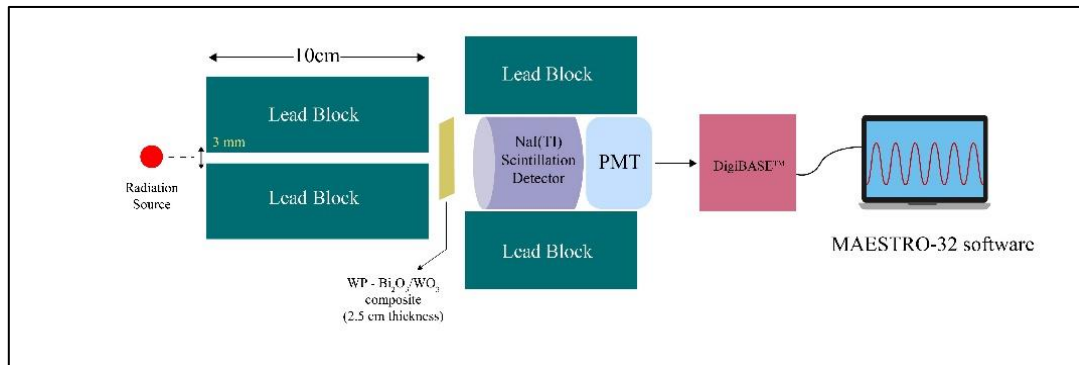 10cm
Lead Block
3 mm
Lead Block
Radiation
Source
WP - Bi₂O₃/WO₃
composite
(2.5 cm thickness)
Lead Block
NaI(TI)
Scintillation
Detector
PMT
Lead Block
DigiBASE™
MAESTRO-32 software